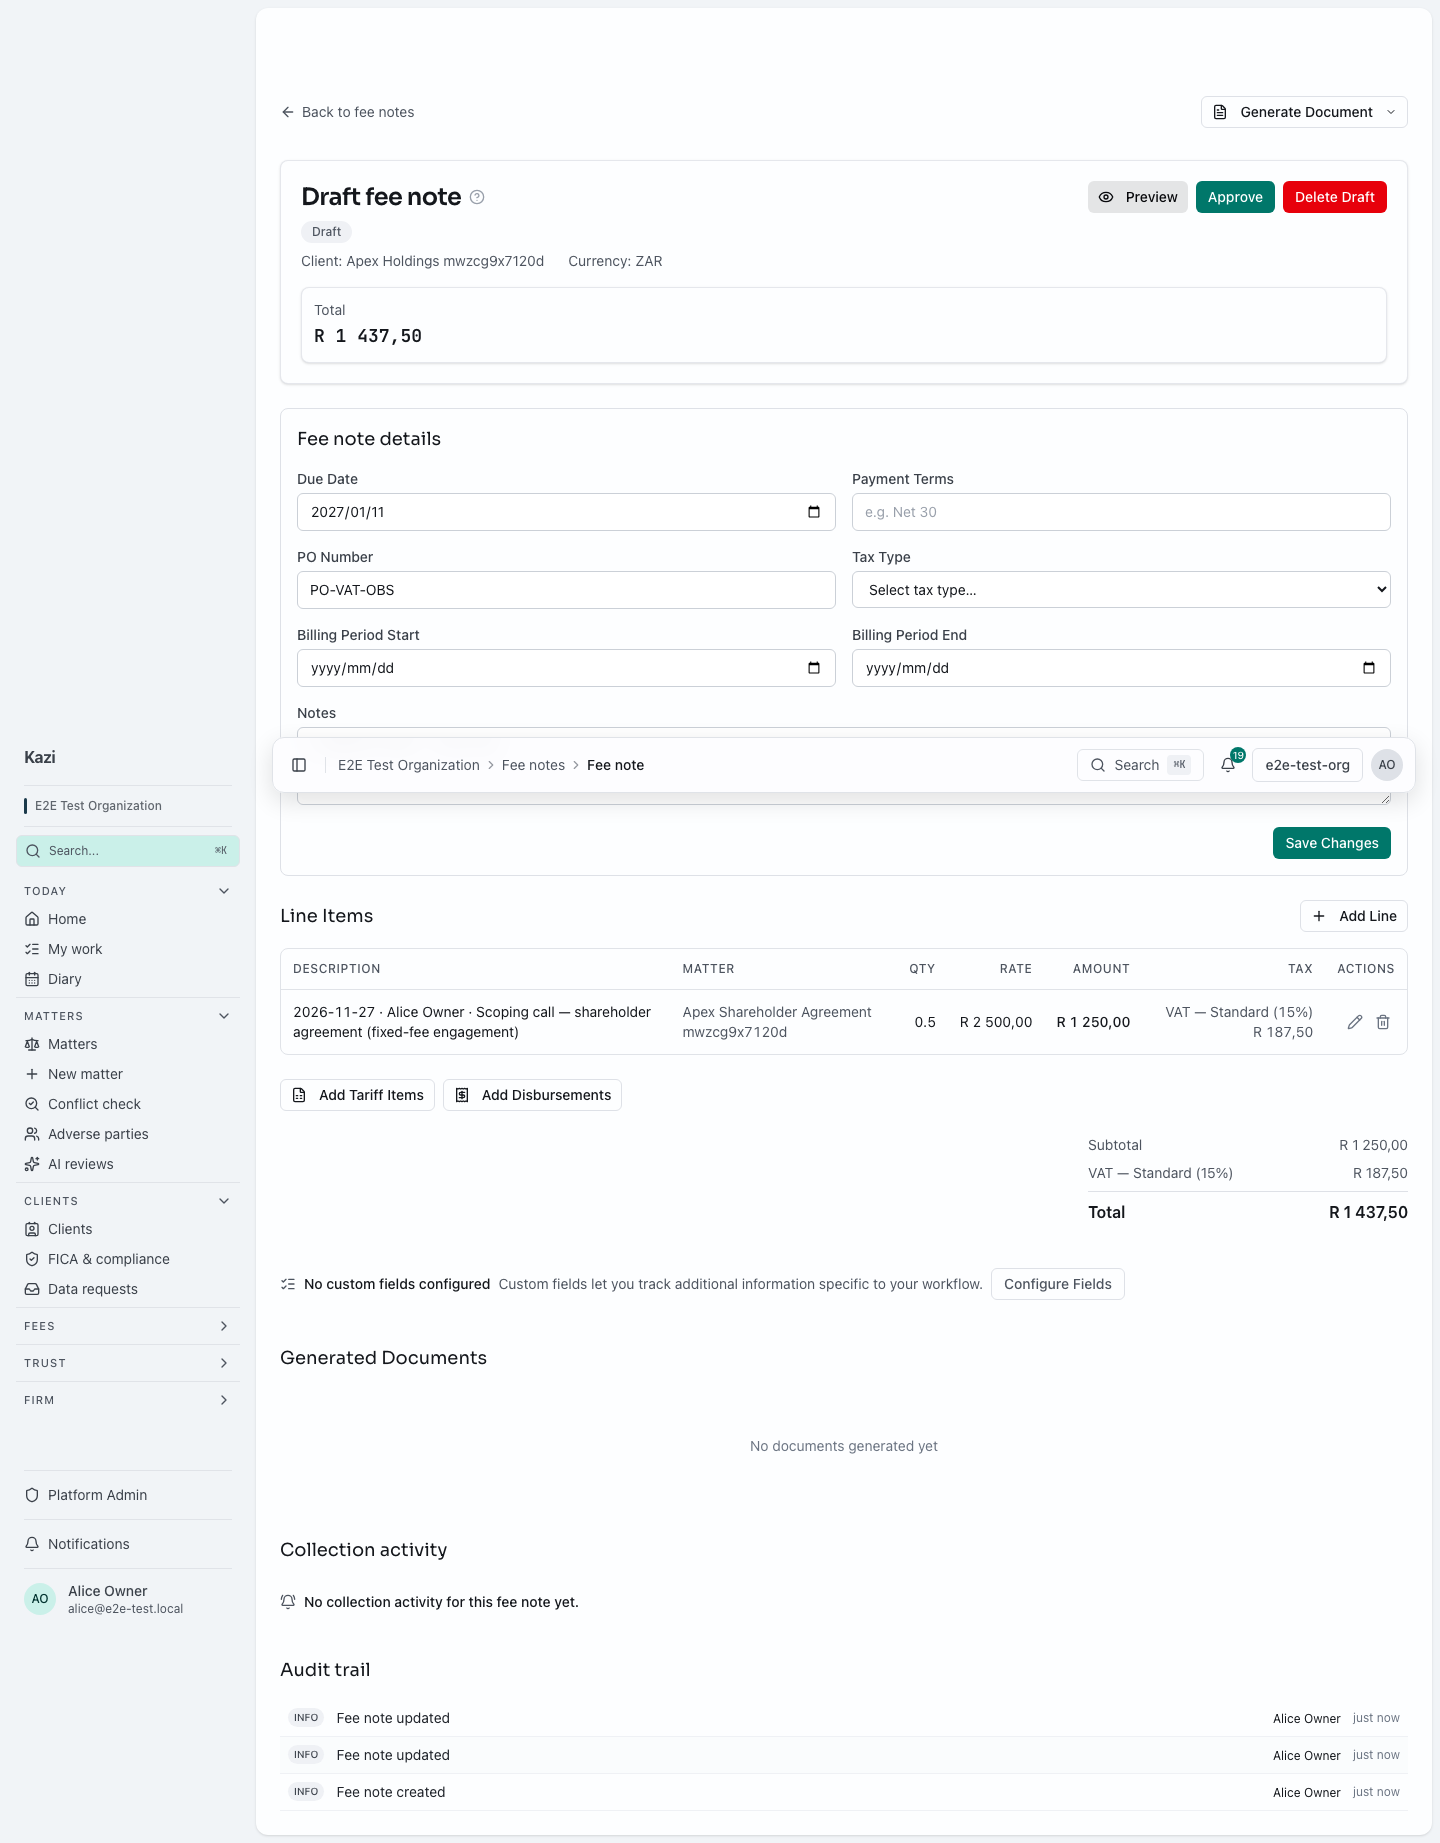 Back to fee notes
Generate Document
Draft fee note
Preview
Approve
Delete Draft
Draft
Client: Apex Holdings mwzcg9x7120d
Currency: ZAR
Total
R 1 437,50
Fee note details
Due Date
Payment Terms
2027/01/11
e.g. Net 30
PO Number
Tax Type
PO-VAT-OBS
Select tax type...
Billing Period Start
Billing Period End
yyyy/mm/dd
yyyy/mm/dd
Notes
E2E Test Organization
Fee notes
Fee note
Search
⌘K
19
e2e-test-org
AO
Save Changes
Kazi
E2E Test Organization
Search...
⌘K
TODAY
Home
My work
Diary
MATTERS
Matters
New matter
Conflict check
Adverse parties
AI reviews
CLIENTS
Clients
FICA & compliance
Data requests
FEES
TRUST
FIRM
Platform Admin
Notifications
AO
Alice Owner
alice@e2e-test.local
Line Items
Add Line
DESCRIPTION
MATTER
QTY
RATE
AMOUNT
TAX
ACTIONS
2026-11-27 · Alice Owner · Scoping call — shareholder
agreement (fixed-fee engagement)
Apex Shareholder Agreement
mwzcg9x7120d
0.5
R 2 500,00
R 1 250,00
VAT — Standard (15%)
R 187,50
Add Tariff Items
Add Disbursements
Subtotal
R 1 250,00
VAT — Standard (15%)
R 187,50
Total
R 1 437,50
No custom fields configured
Custom fields let you track additional information specific to your workflow.
Configure Fields
Generated Documents
No documents generated yet
Collection activity
No collection activity for this fee note yet.
Audit trail
INFO
Fee note updated
Alice Owner
just now
INFO
Fee note updated
Alice Owner
just now
INFO
Fee note created
Alice Owner
just now